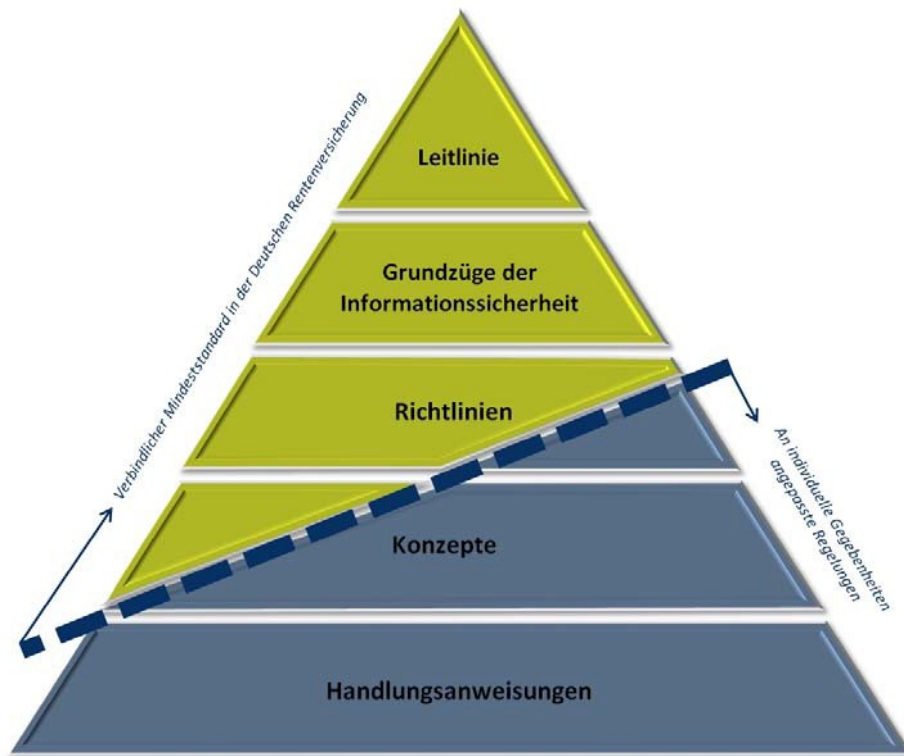 Leitlinie
Grundzüge der
Informationssicherheit
Richtlinien
Konzepte
Handlungsanweisungen
Verbindlicher Mindeststandard in der Deutschen Rentenversicherung
An individuelle Gegebenheiten
angepasste Regelungen